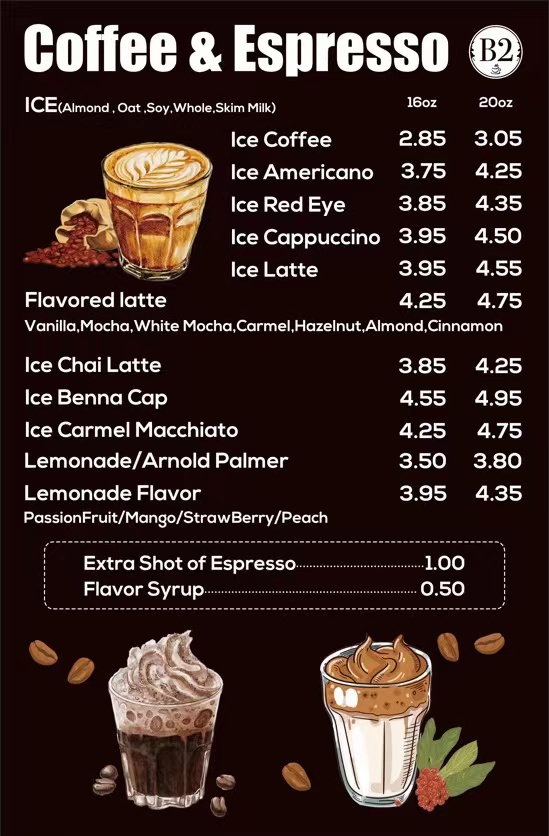 Coffee & Espresso B2
ICE(Almond , Oat ,Soy,Whole,Skim Milk) 16oz 20oz
Ice Coffee 2.85 3.05
Ice Americano 3.75 4.25
Ice Red Eye 3.85 4.35
Ice Cappuccino 3.95 4.50
Ice Latte 3.95 4.55
Flavored latte 4.25 4.75
Vanilla,Mocha,White Mocha,Carmel,Hazelnut,Almond,Cinnamon
Ice Chai Latte 3.85 4.25
Ice Benna Cap 4.55 4.95
Ice Carmel Macchiato 4.25 4.75
Lemonade/Arnold Palmer 3.50 3.80
Lemonade Flavor 3.95 4.35
PassionFruit/Mango/StrawBerry/Peach
Extra Shot of Espresso 1.00
Flavor Syrup 0.50